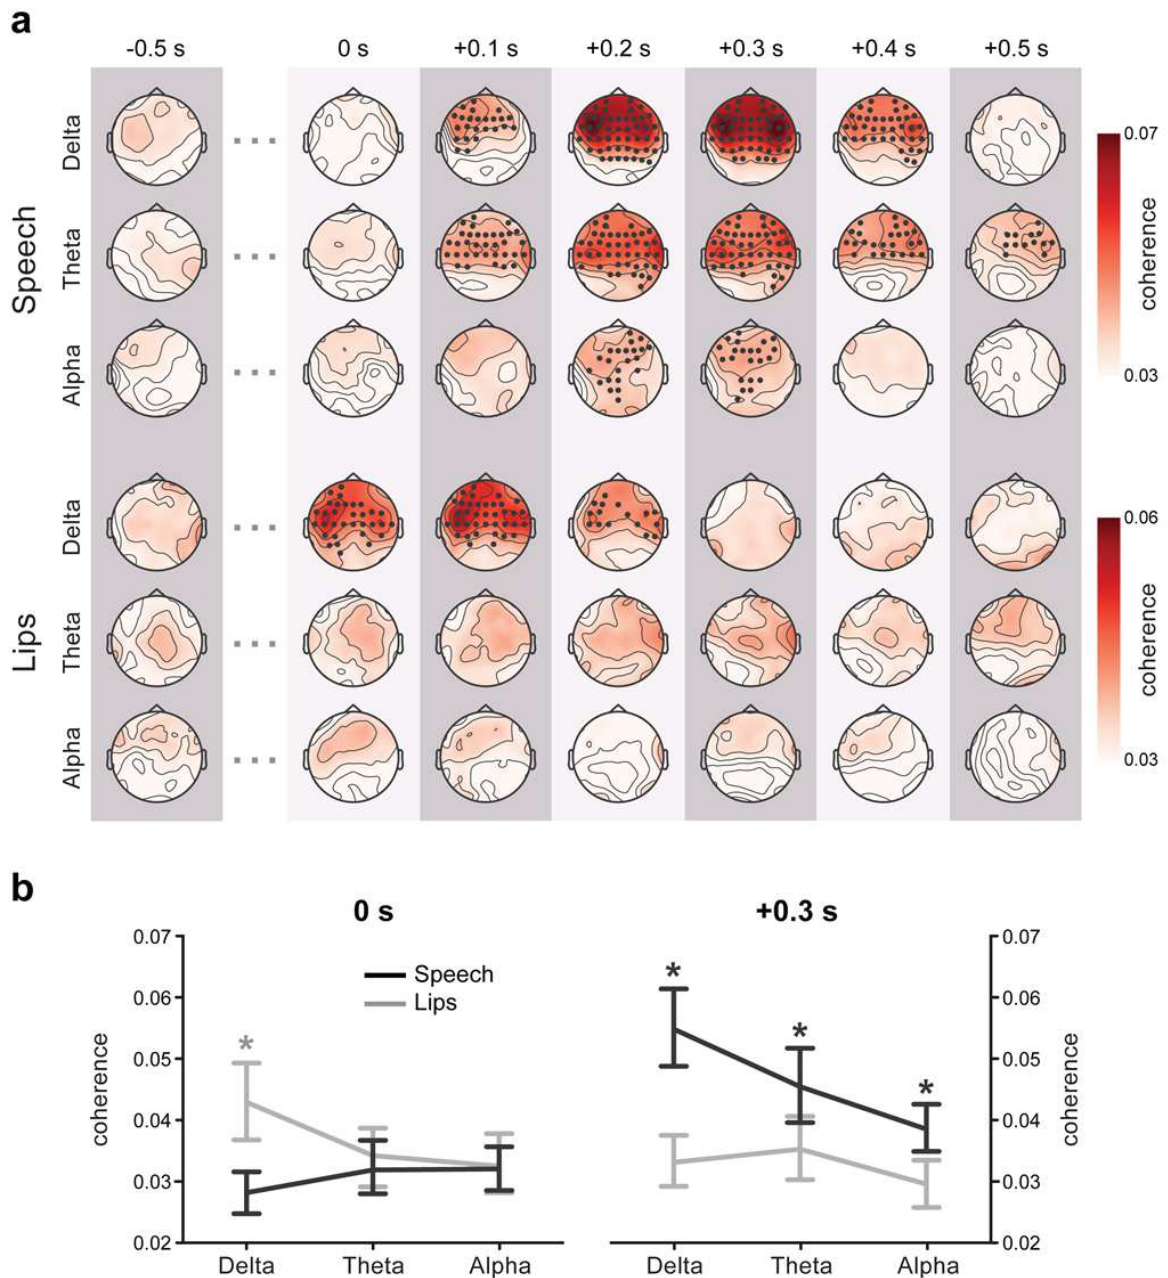 a
-0.5 s 0 s +0.1 s +0.2 s +0.3 s +0.4 s +0.5 s
Speech
Delta
Theta
Alpha
0.07
coherence
0.03
Lips
Delta
Theta
Alpha
0.06
coherence
0.03
b
0 s
+0.3 s
Speech
Lips
*
* * *
coherence
0.07
0.06
0.05
0.04
0.03
0.02
Delta Theta Alpha
Delta Theta Alpha
0.07
0.06
0.05
0.04
0.03
0.02
coherence